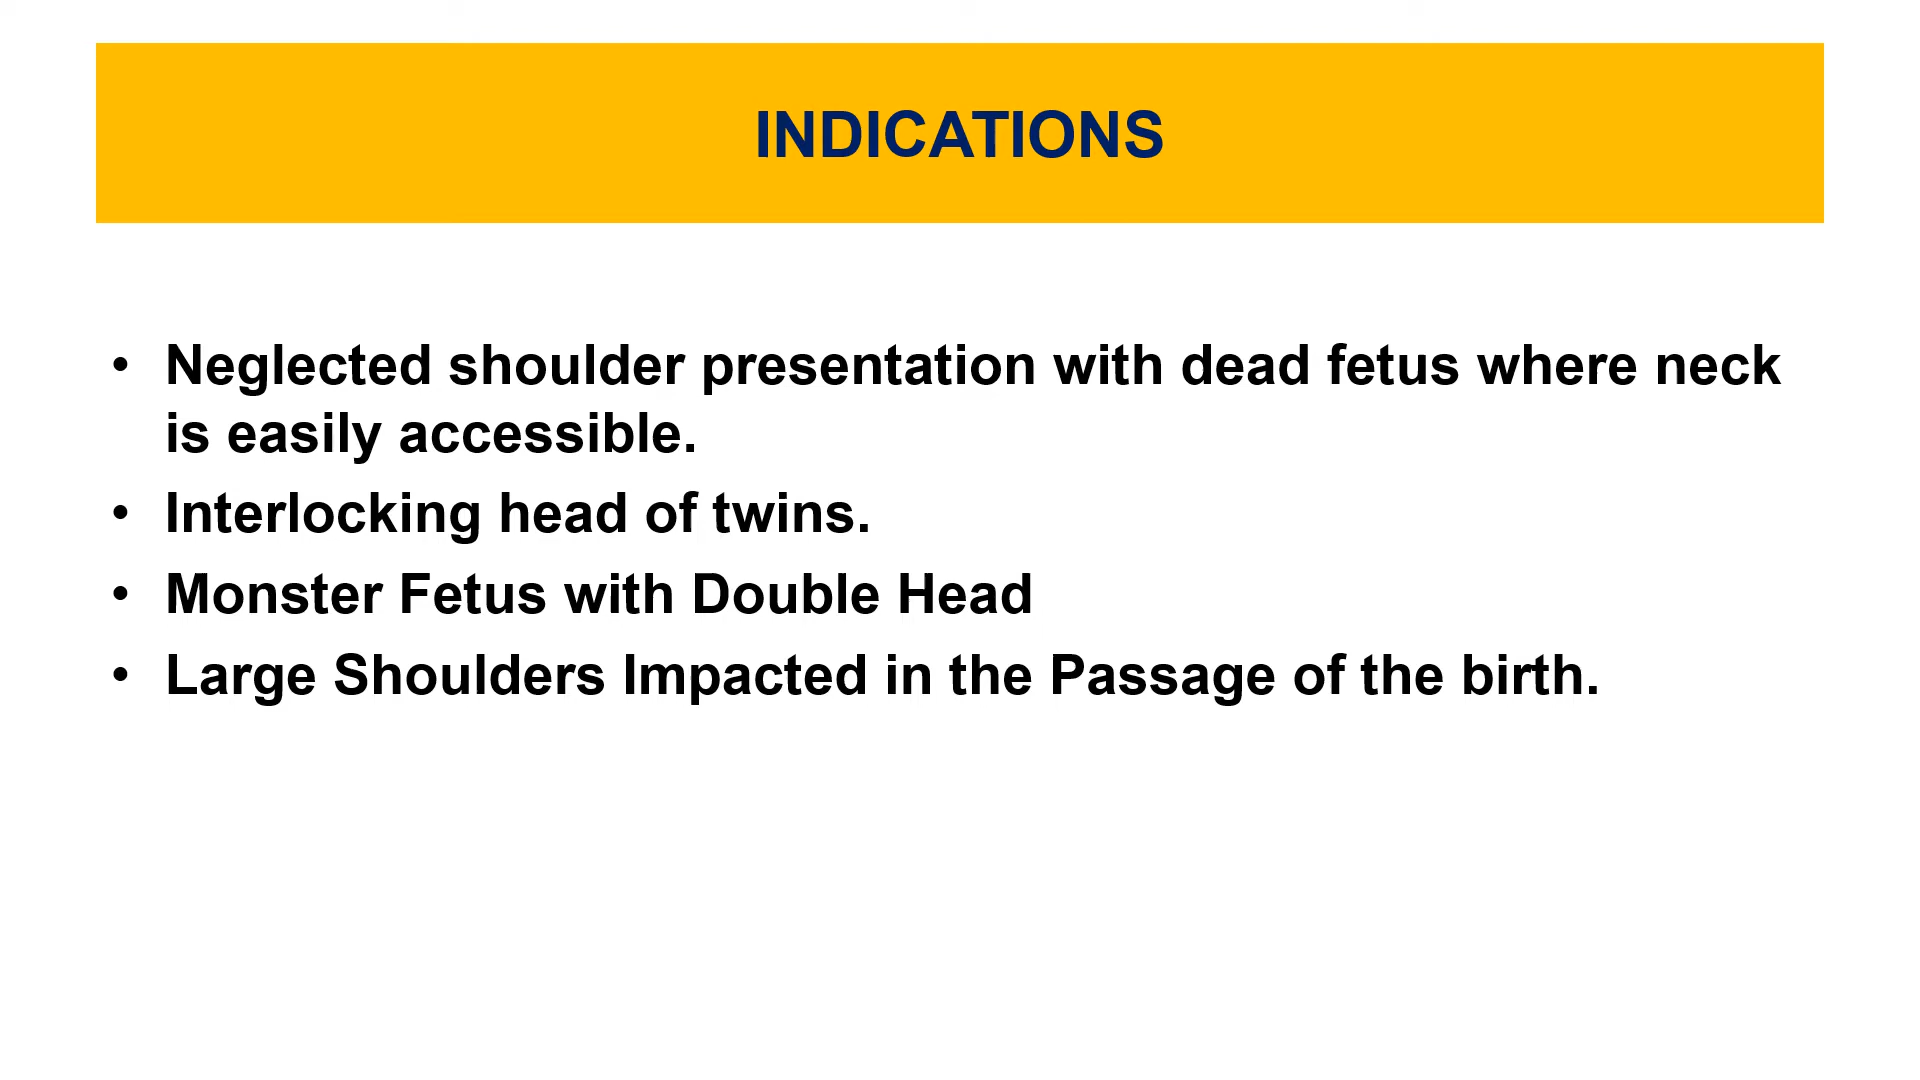 INDICATIONS
• Neglected shoulder presentation with dead fetus where neck
is easily accessible.
• Interlocking head of twins.
• Monster Fetus with Double Head
• Large Shoulders Impacted in the Passage of the birth.